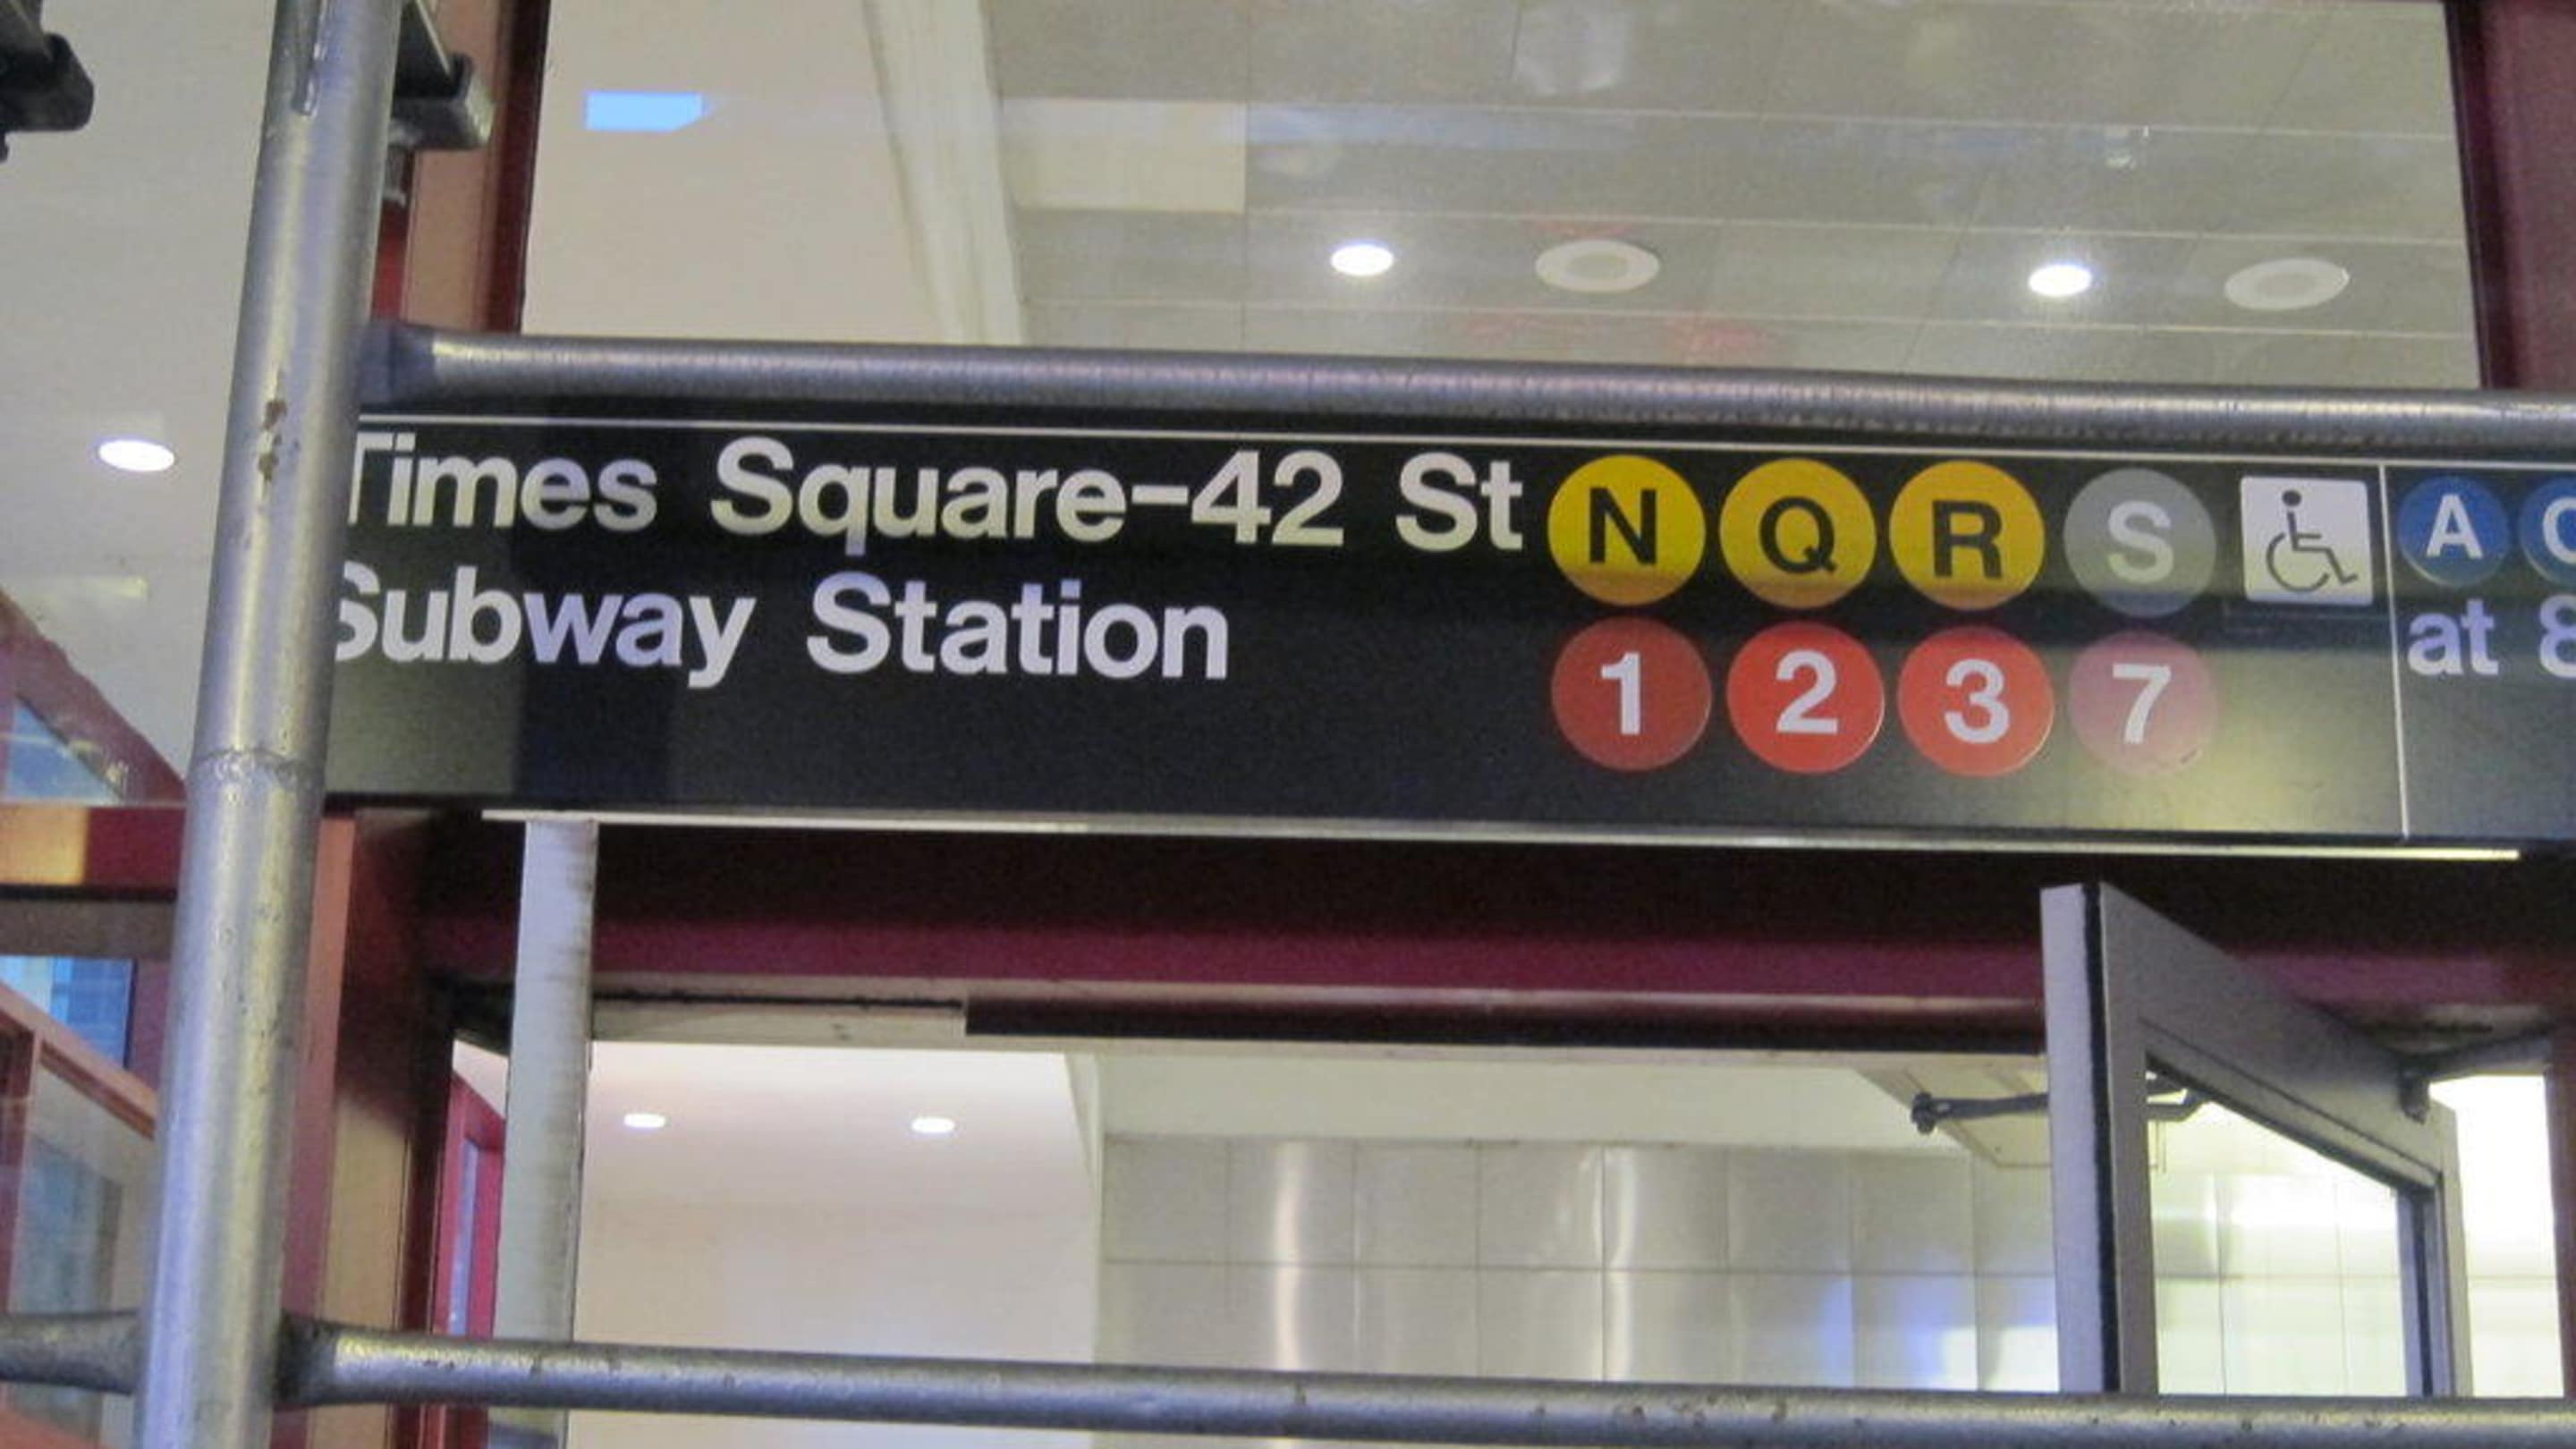 Times Square-42 St N Q R S
Subway Station 1 2 3 7
A
at